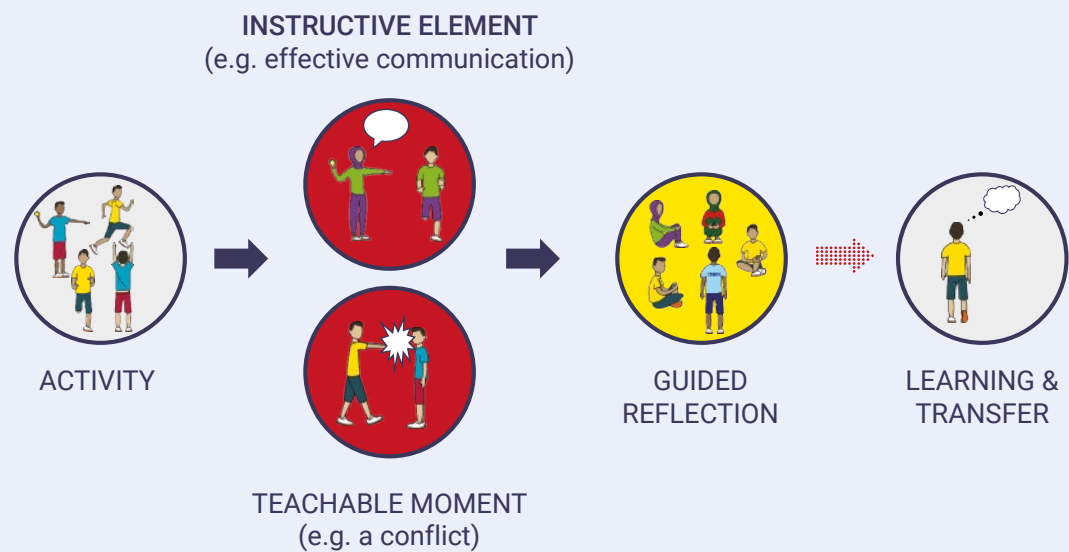 INSTRUCTIVE ELEMENT
(e.g. effective communication)
ACTIVITY
TEACHABLE MOMENT
(e.g. a conflict)
GUIDED
REFLECTION
LEARNING &
TRANSFER